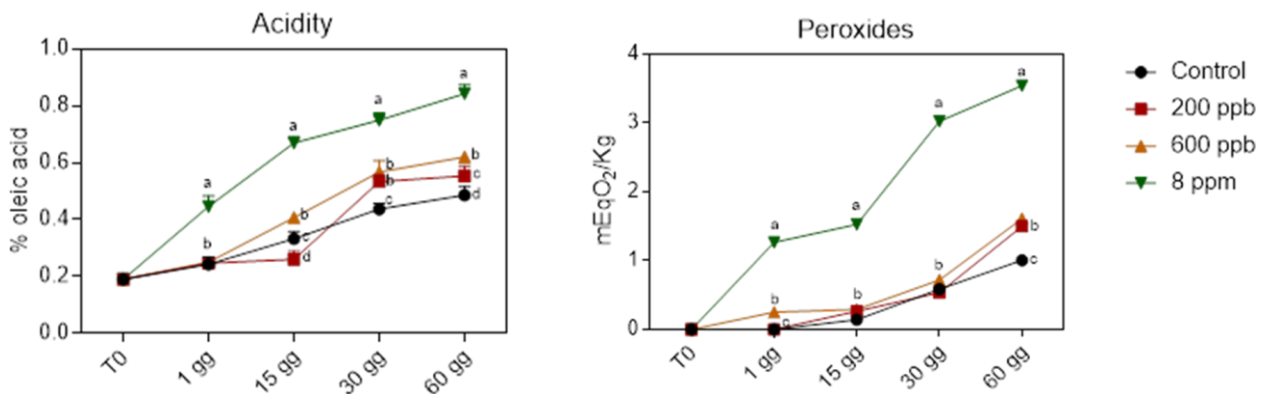 Acidity
% oleic acid
1.0
0.8
0.6
0.4
0.2
0.0
a
a
a
a
b
b
c
d
b
b
c
b
c
d
T0
1 gg
15 gg
30 gg
60 gg
Peroxides
mEqO₂/Kg
4
3
2
1
0
a
a
a
a
b
c
b
b
b
c
T0
1 gg
15 gg
30 gg
60 gg
Control
200 ppb
600 ppb
8 ppm